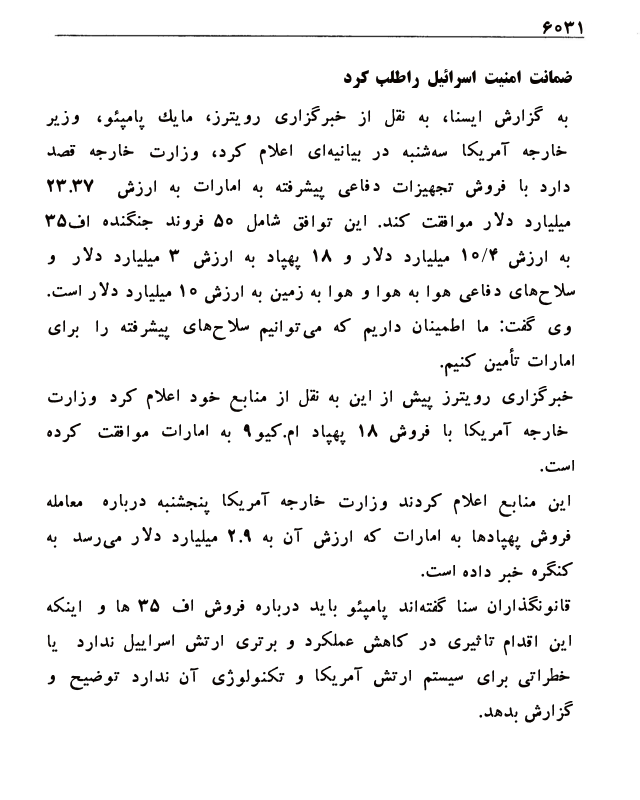 ۶۰۳۱
ضمانت امنیت اسرائیل راطلب کرد
به گزارش ایسنا، به نقل از خبرگزاری رویترز، مایك پامپئو، وزیر
خارجه آمریکا سه‌شنبه در بیانیه‌ای اعلام کرد، وزارت خارجه قصد
دارد با فروش تجهیزات دفاعی پیشرفته به امارات به ارزش ۲۳.۳۷
میلیارد دلار موافقت کند. این توافق شامل ۵۰ فروند جنگنده اف۳۵
به ارزش ۱۰/۴ میلیارد دلار و ۱۸ پهپاد به ارزش ۳ میلیارد دلار و
سلاح‌های دفاعی هوا به هوا و هوا به زمین به ارزش ۱۰ میلیارد دلار است.
وی گفت: ما اطمینان داریم که می‌توانیم سلاح‌های پیشرفته را برای
امارات تأمین کنیم.
خبرگزاری رویترز پیش از این به نقل از منابع خود اعلام کرد وزارت
خارجه آمریکا با فروش ۱۸ پهپاد ام.کیو۹ به امارات موافقت کرده
است.
این منابع اعلام کردند وزارت خارجه آمریکا پنجشنبه درباره معامله
فروش پهپادها به امارات که ارزش آن به ۲.۹ میلیارد دلار می‌رسد به
کنگره خبر داده است.
قانونگذاران سنا گفته‌اند پامپئو باید درباره فروش اف ۳۵ ها و اینکه
این اقدام تاثیری در کاهش عملکرد و برتری ارتش اسراییل ندارد یا
خطراتی برای سیستم ارتش آمریکا و تکنولوژی آن ندارد توضیح و
گزارش بدهد.